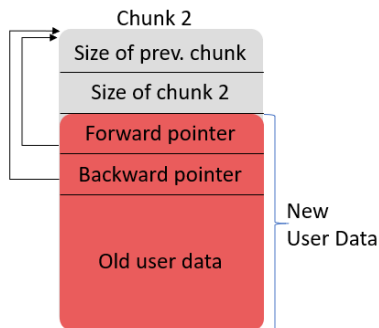 Chunk 2
Size of prev. chunk
Size of chunk 2
Forward pointer
Backward pointer
New
User Data
Old user data